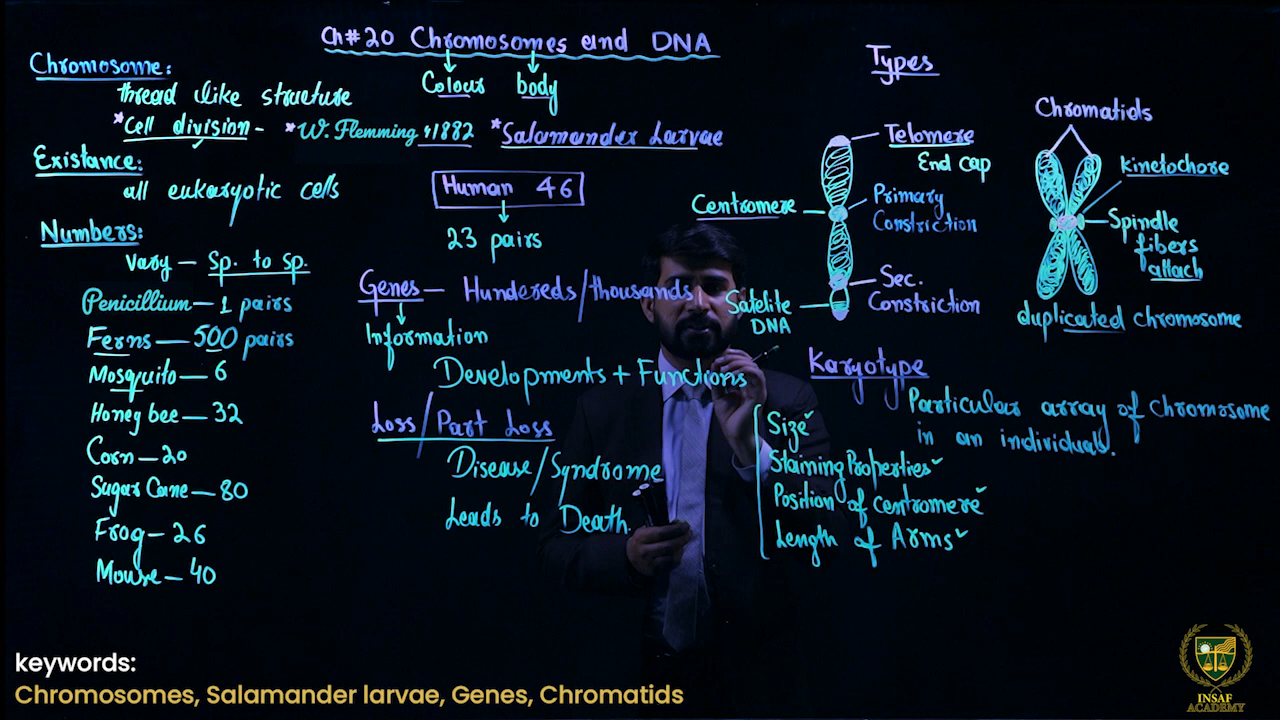 Ch#20 Chromosomes and DNA
Colour body
Chromosome:
thread like structure
*Cell division - *W. Flemming, 1882 *Salamander Larvae
Existance:
all eukaryotic cells
Numbers:
Vary – Sp. to sp.
Penicillium – 1 pairs
Ferns – 500 pairs
Mosquito – 6
Honey bee – 32
Corn – 20
Sugar Cane – 80
Frog – 26
Mouse – 40
Human 46
23 pairs
Genes – Hundereds/thousands
Information
Developments + Functions
Loss/Part Loss
Disease/Syndrome
Leads to Death.
Types
Telomere
End cap
Centromere
Primary
Constriction
Sec.
Constriction
Satelite
DNA
Chromatids
Kinetochore
Spindle
fibers
attach
duplicated chromosome
Karyotype
Particular array of chromosome
in an individual.
Size ✓
Staining Properties ✓
Position of centromere ✓
Length of Arms ✓
keywords:
Chromosomes, Salamander larvae, Genes, Chromatids
INSAF
ACADEMY